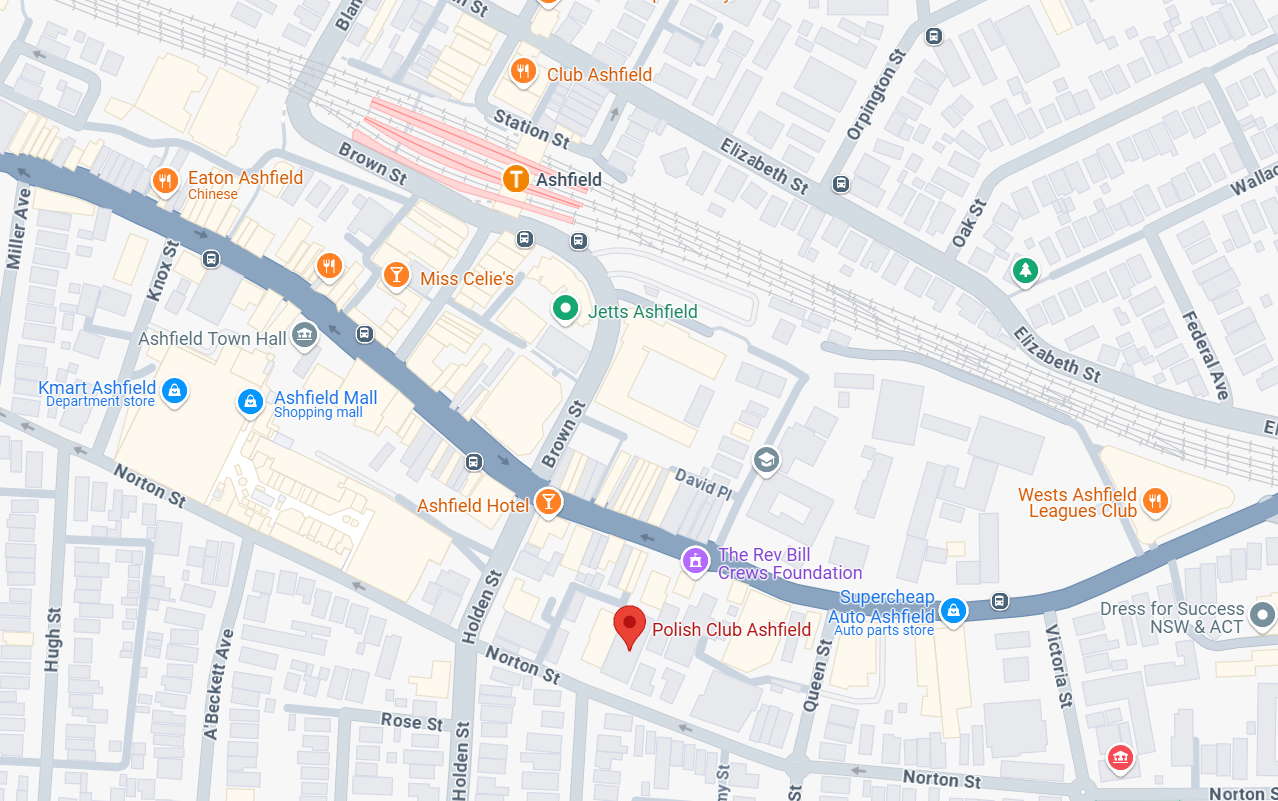 Club Ashfield
Station St
Orpington St
Brown St
Elizabeth St
Ashfield
Eaton Ashfield
Chinese
Miller Ave
Knox St
Oak St
Miss Celie's
Jetts Ashfield
Ashfield Town Hall
Elizabeth St
Federal Ave
Kmart Ashfield
Department store
Ashfield Mall
Shopping mall
Brown St
Norton St
David Pl
Ashfield Hotel
Wests Ashfield
Leagues Club
The Rev Bill
Crews Foundation
Supercheap
Auto Ashfield
Auto parts store
Dress for Success
NSW & ACT
Holden St
Hugh St
A'Beckett Ave
Polish Club Ashfield
Norton St
Queen St
Victoria St
Rose St
Holden St
Norton St
Norton S